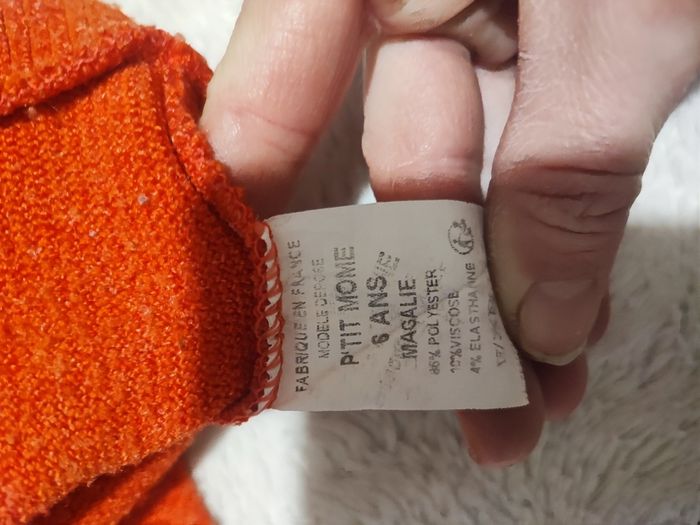 FABRIQUE EN FRANCE
MODELE DEPOSE
P'TIT MOME
6 ANS
MAGALIE
86% POLYESTER
10% VISCOSE
4% ELASTHANNE